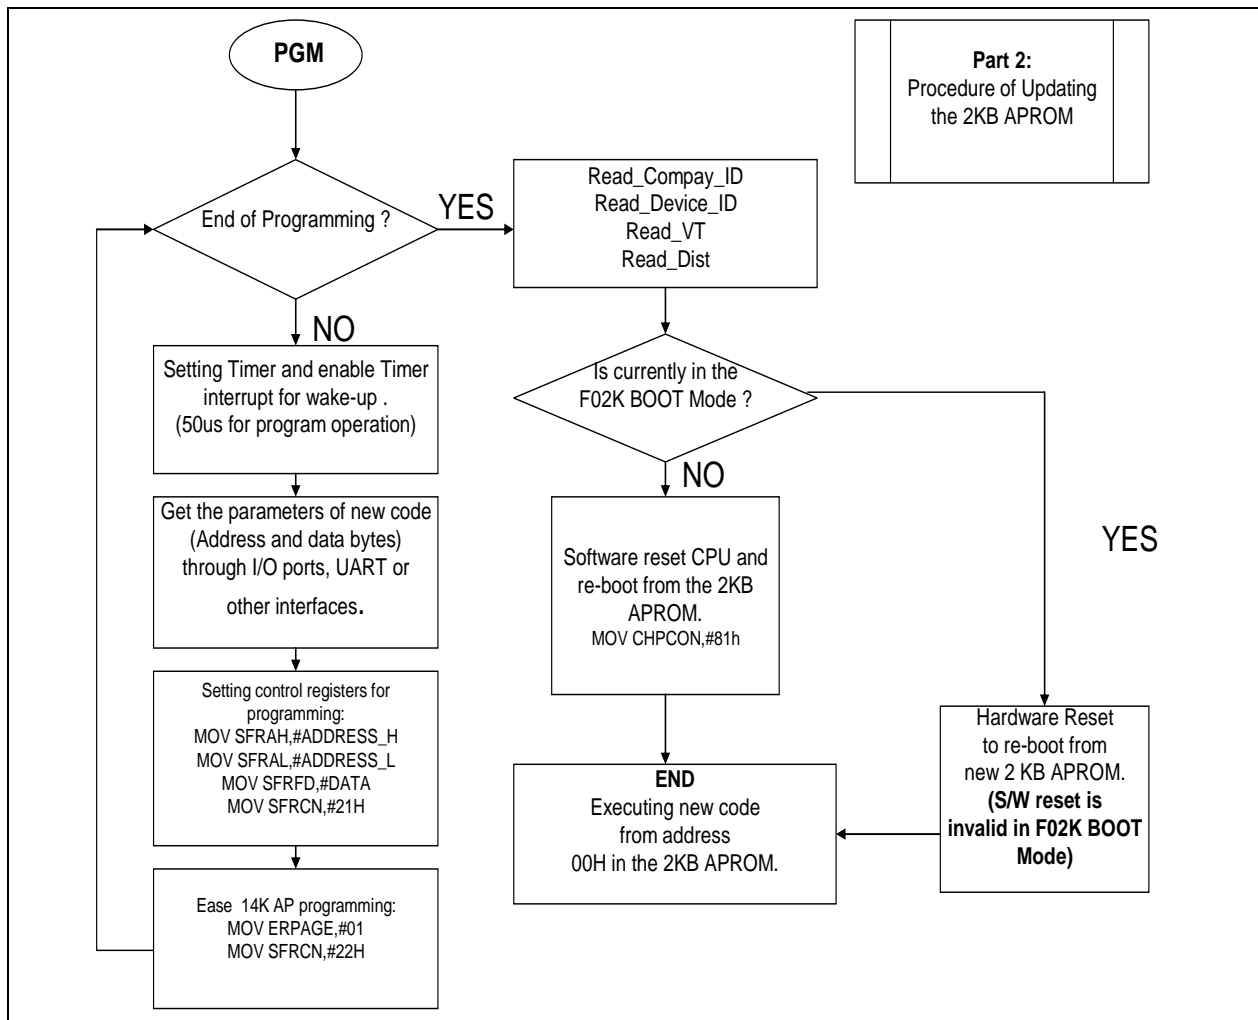 PGM
Part 2:
Procedure of Updating
the 2KB APROM
End of Programming ?
YES
Read_Compay_ID
Read_Device_ID
Read_VT
Read_Dist
NO
Setting Timer and enable Timer
interrupt for wake-up .
(50us for program operation)
Is currently in the
F02K BOOT Mode ?
NO
YES
Get the parameters of new code
(Address and data bytes)
through I/O ports, UART or
other interfaces.
Software reset CPU and
re-boot from the 2KB
APROM.
MOV CHPCON,#81h
Setting control registers for
programming:
MOV SFRAH,#ADDRESS_H
MOV SFRAL,#ADDRESS_L
MOV SFRFD,#DATA
MOV SFRCN,#21H
Hardware Reset
to re-boot from
new 2 KB APROM.
(S/W reset is
invalid in F02K BOOT
Mode)
END
Executing new code
from address
00H in the 2KB APROM.
Ease 14K AP programming:
MOV ERPAGE,#01
MOV SFRCN,#22H